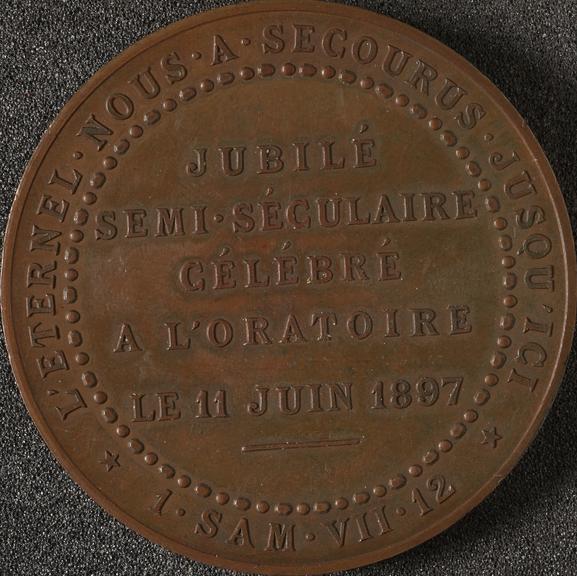 L'ETERNEL·NOUS·A·SECOURUS·JUSQU'ICI
JUBILÉ
SEMI·SÉCULAIRE
CÉLÉBRÉ
A L'ORATOIRE
LE 11 JUIN 1897
1·SAM·VII·12